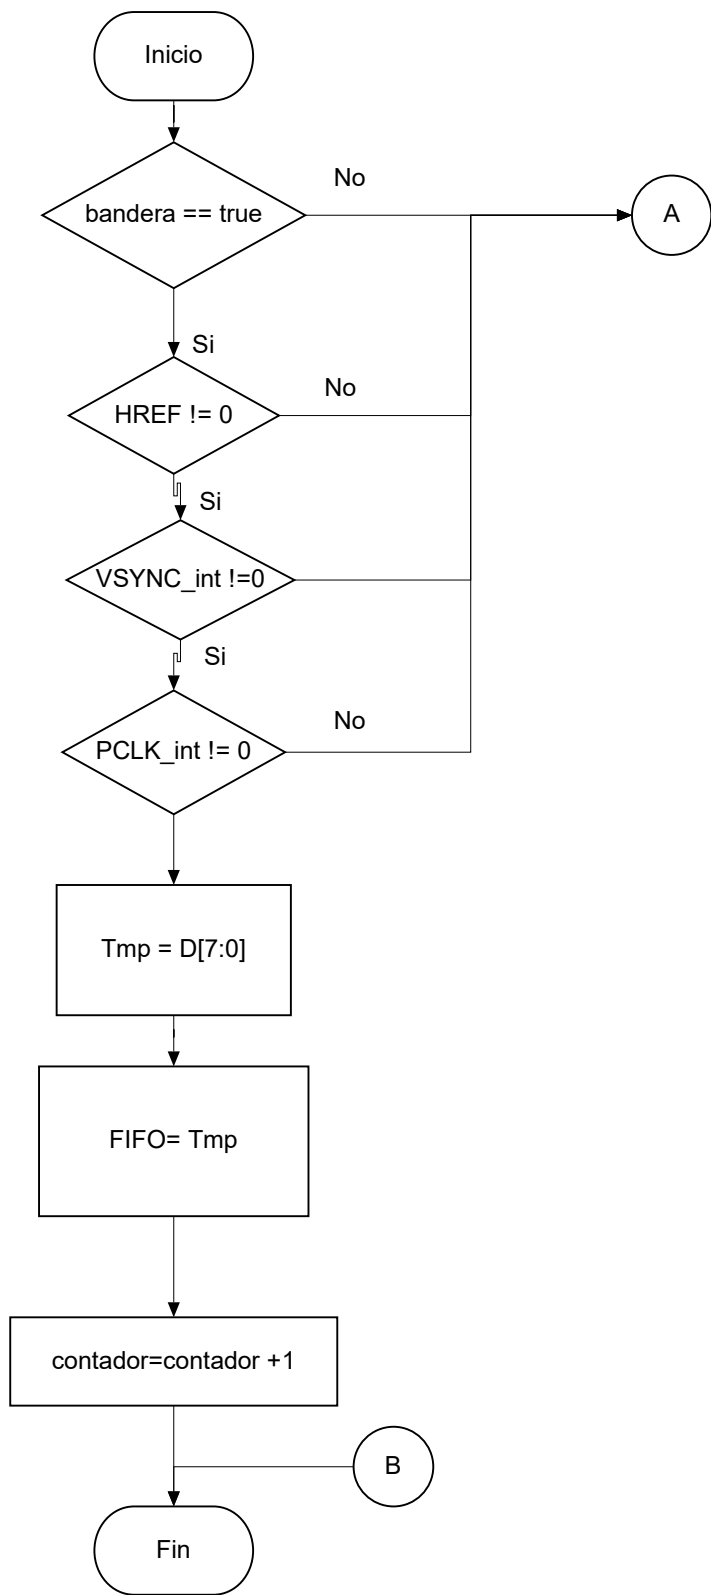 Inicio
bandera == true
No
A
Si
HREF != 0
No
Si
VSYNC_int !=0
Si
PCLK_int != 0
No
Tmp = D[7:0]
FIFO= Tmp
contador=contador +1
B
Fin